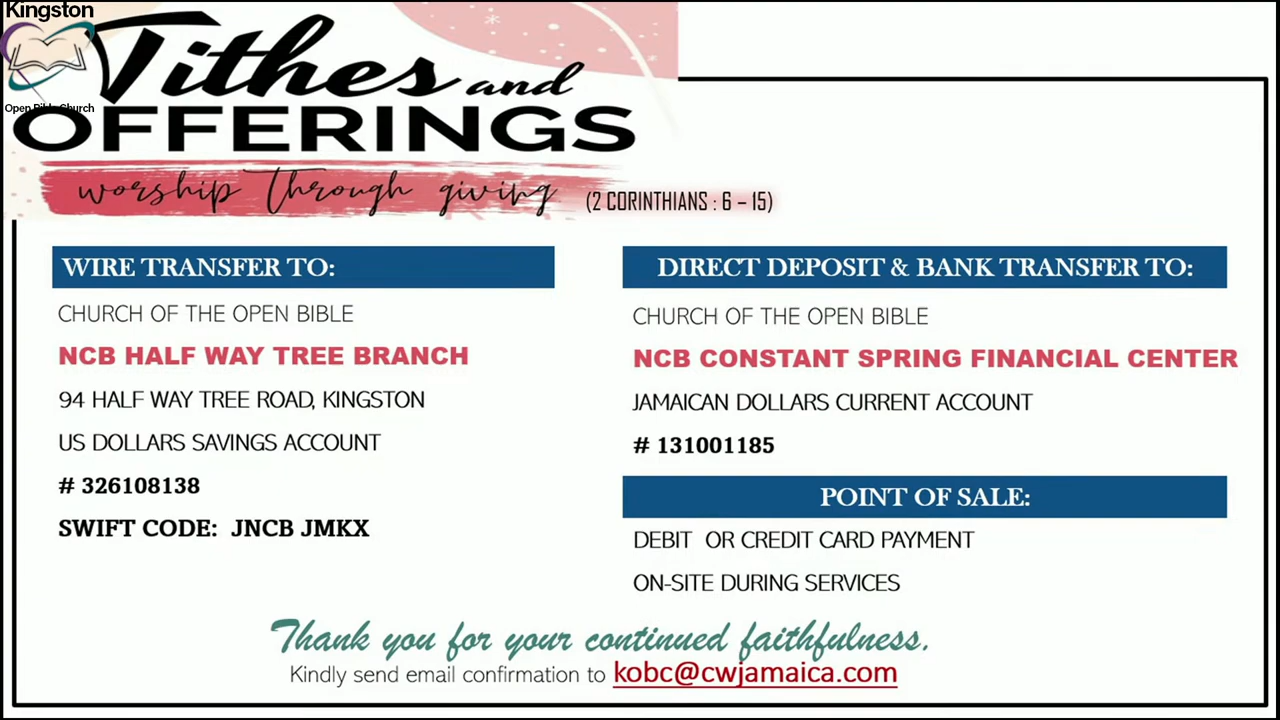 Kingston
Open Bible Church
Tithes and
OFFERINGS
worship through giving
(2 CORINTHIANS : 6 – 15)
WIRE TRANSFER TO:
CHURCH OF THE OPEN BIBLE
NCB HALF WAY TREE BRANCH
94 HALF WAY TREE ROAD, KINGSTON
US DOLLARS SAVINGS ACCOUNT
# 326108138
SWIFT CODE: JNCB JMKX
DIRECT DEPOSIT & BANK TRANSFER TO:
CHURCH OF THE OPEN BIBLE
NCB CONSTANT SPRING FINANCIAL CENTER
JAMAICAN DOLLARS CURRENT ACCOUNT
# 131001185
POINT OF SALE:
DEBIT OR CREDIT CARD PAYMENT
ON-SITE DURING SERVICES
Thank you for your continued faithfulness.
Kindly send email confirmation to kobc@cwjamaica.com